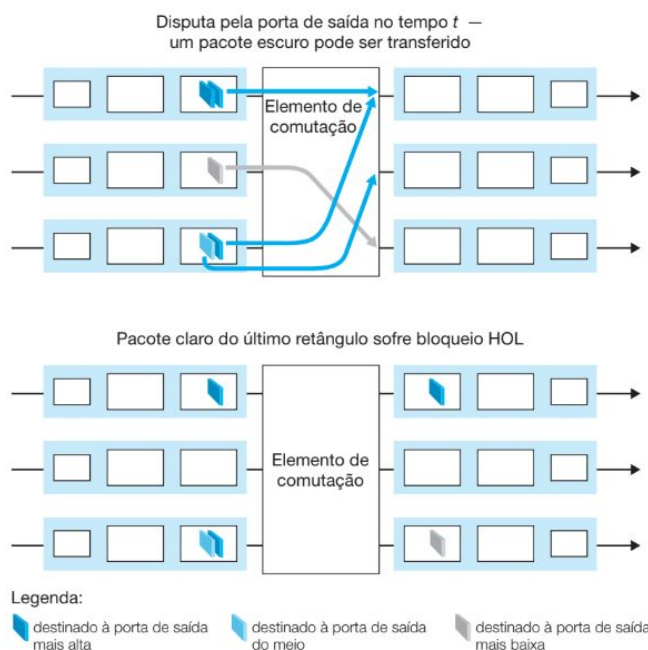 Disputa pela porta de saída no tempo t —
um pacote escuro pode ser transferido
Elemento de
comutação
Pacote claro do último retângulo sofre bloqueio HOL
Elemento de
comutação
Legenda:
destinado à porta de saída
mais alta
destinado à porta de saída
do meio
destinado à porta de saída
mais baixa